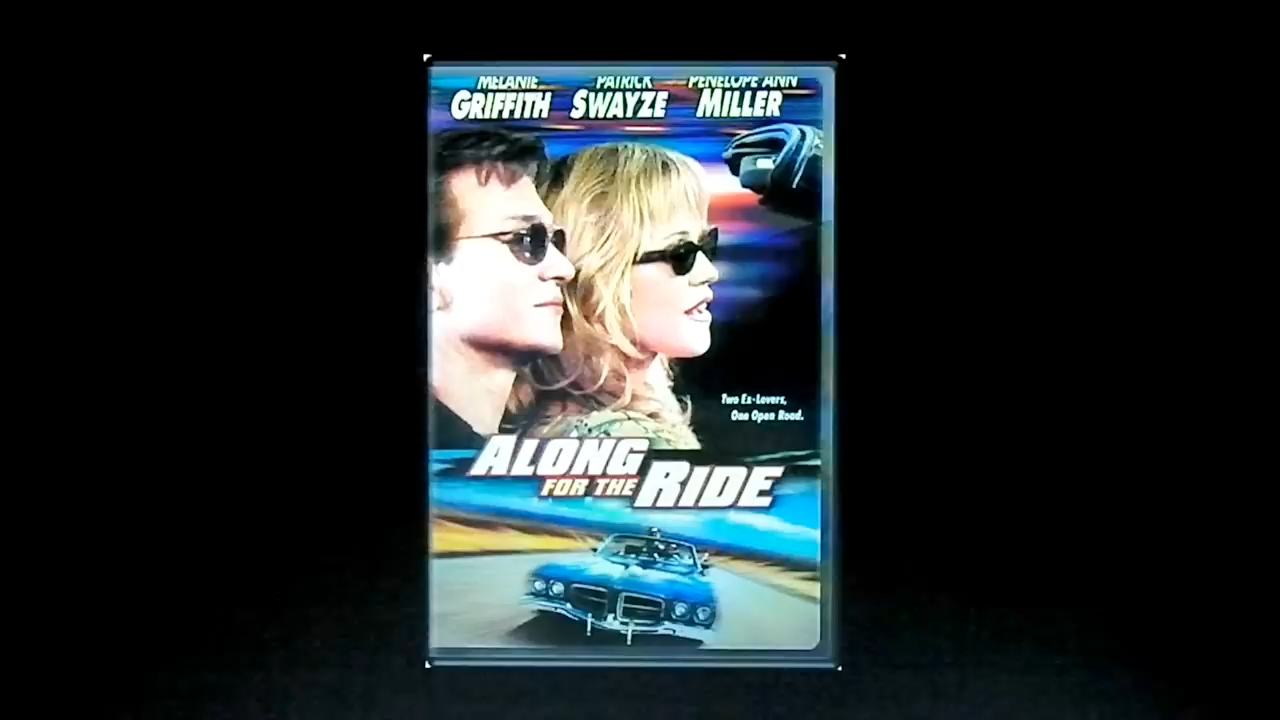 MELANIE PATRICK PENELOPE ANN
GRIFFITH SWAYZE MILLER
Two Ex-Lovers,
One Open Road.
ALONG
FOR THE RIDE